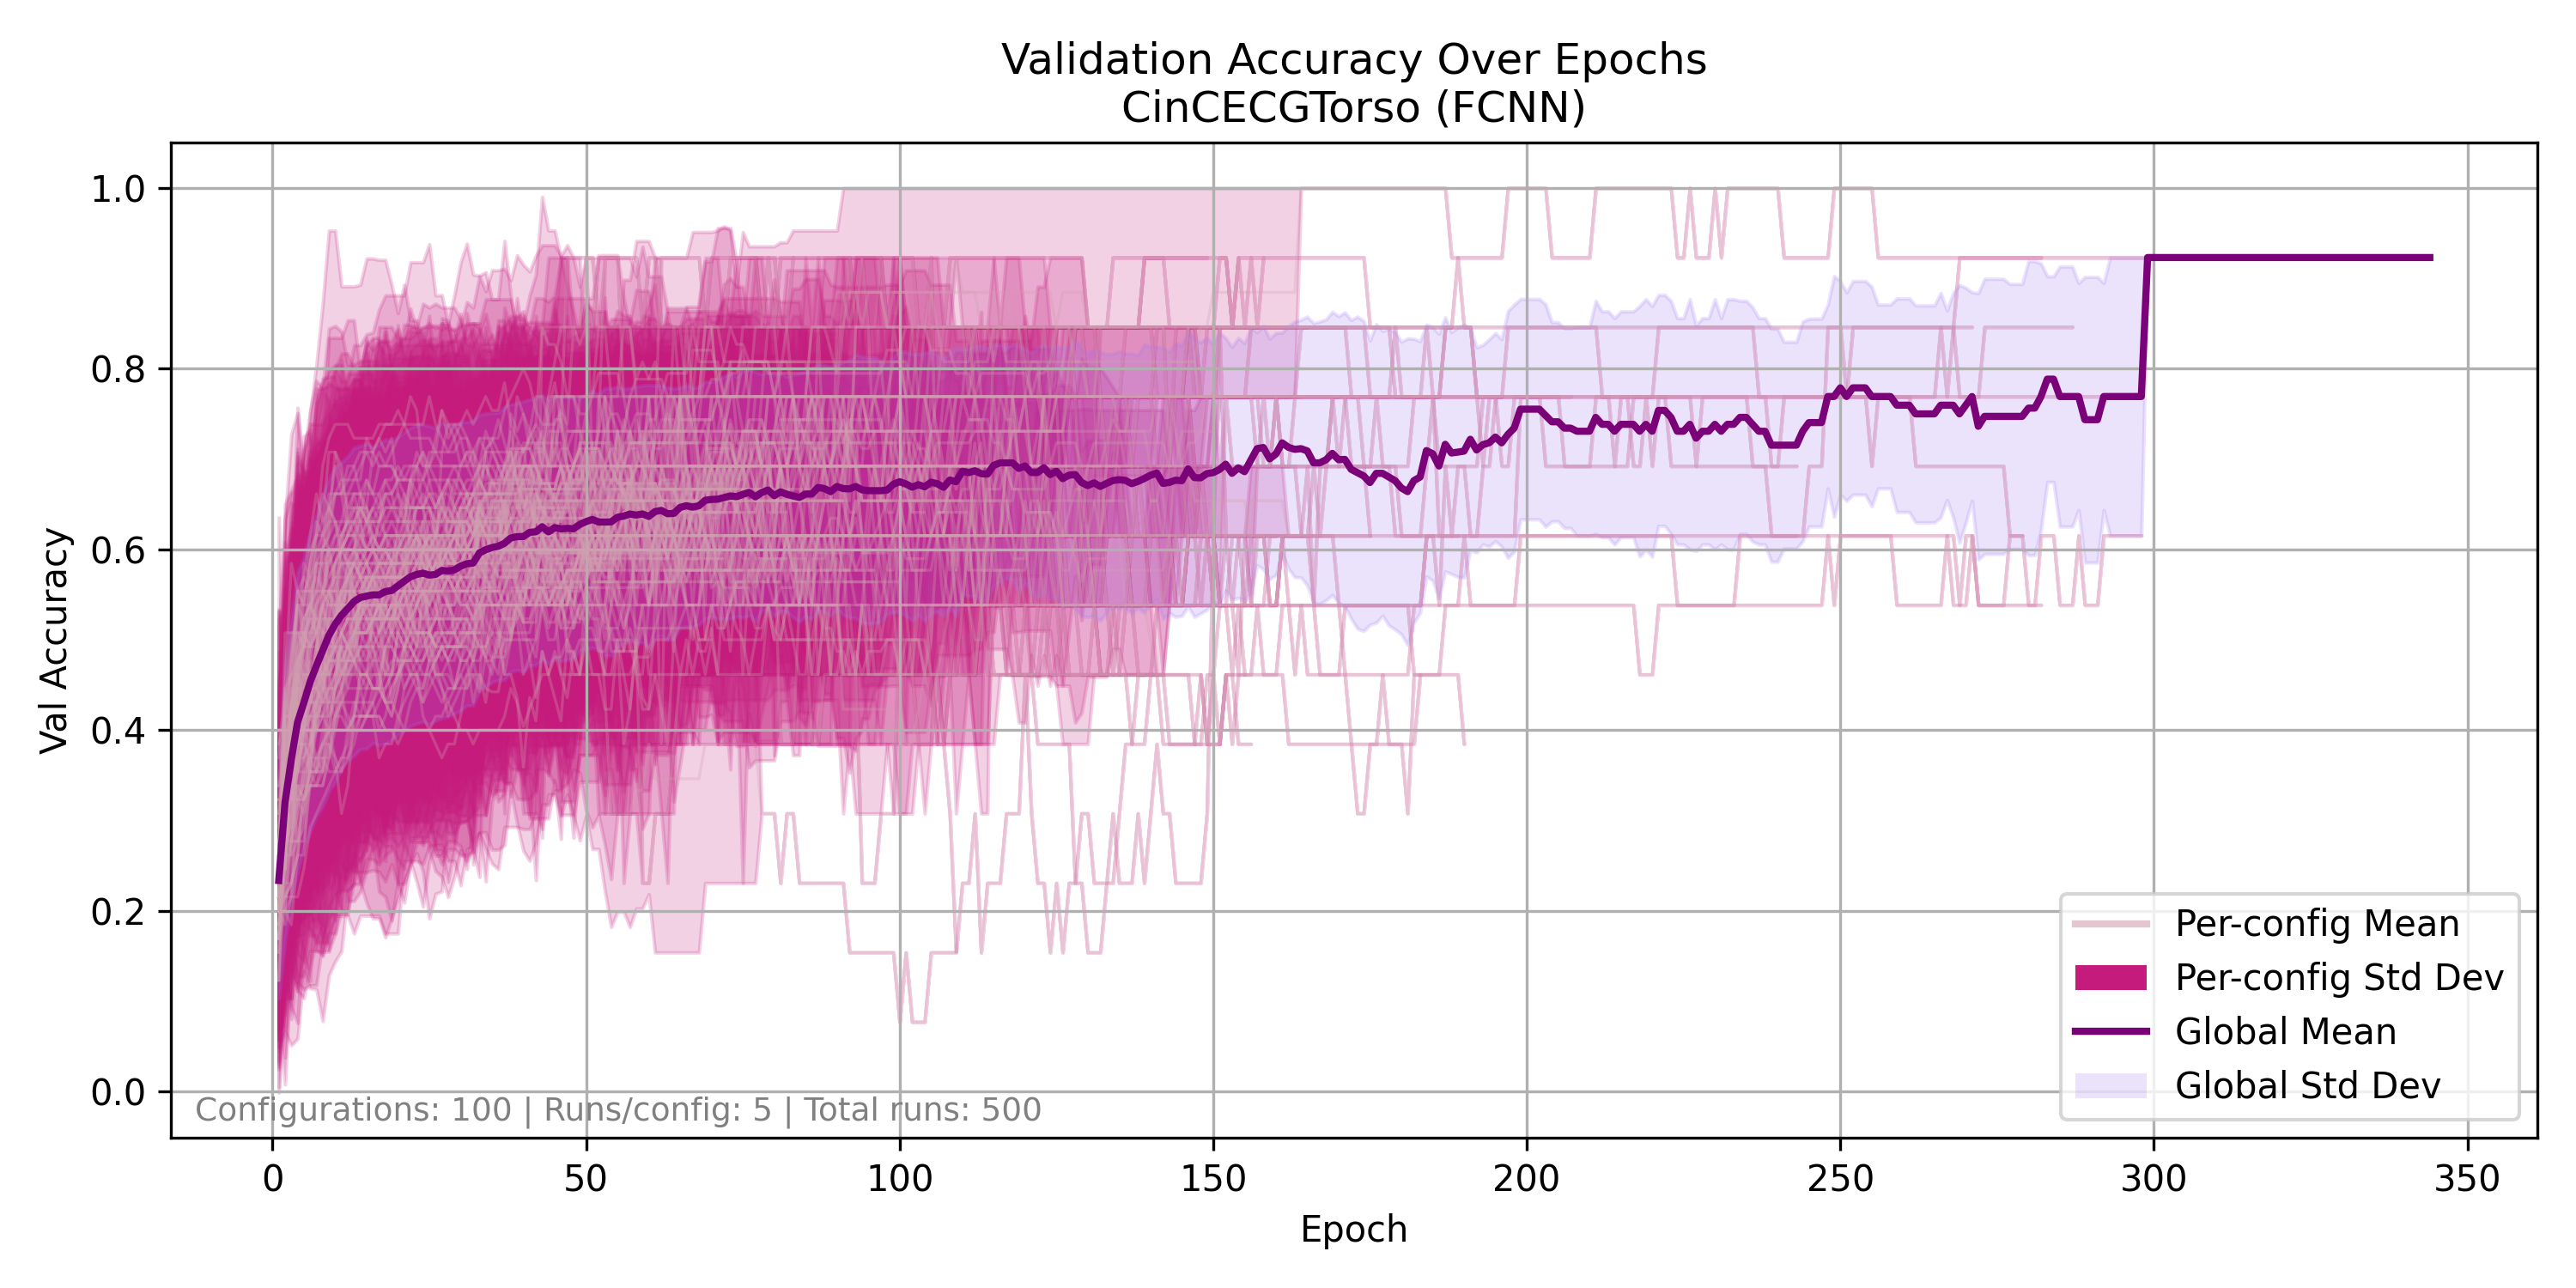 Validation Accuracy Over Epochs
CinCECGTorso (FCNN)
Val Accuracy
1.0
0.8
0.6
0.4
0.2
0.0
Per-config Mean
Per-config Std Dev
Global Mean
Global Std Dev
Configurations: 100 | Runs/config: 5 | Total runs: 500
0 50 100 150 200 250 300 350
Epoch